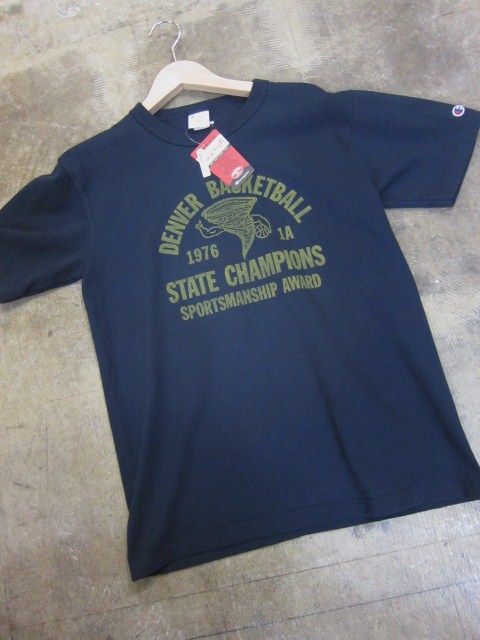 DENVER BASKETBALL
1976 1A
STATE CHAMPIONS
SPORTSMANSHIP AWARD